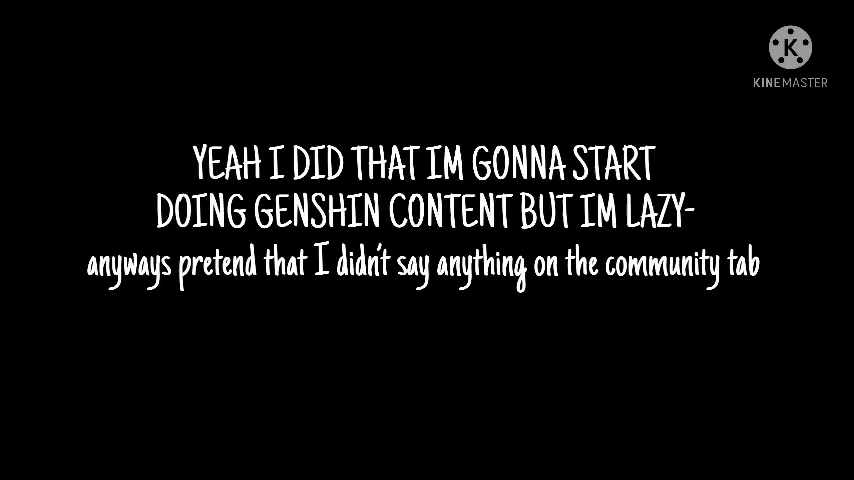 K
KINEMASTER
YEAH I DID THAT IM GONNA START
DOING GENSHIN CONTENT BUT IM LAZY-
anyways pretend that I didn't say anything on the community tab